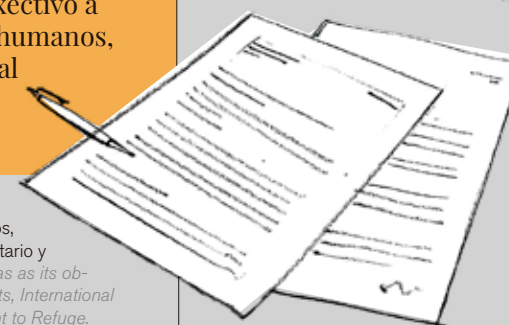 xectivo a
humanos,
al
os,
tario y
as as its ob-
ts, International
nt to Refuge.